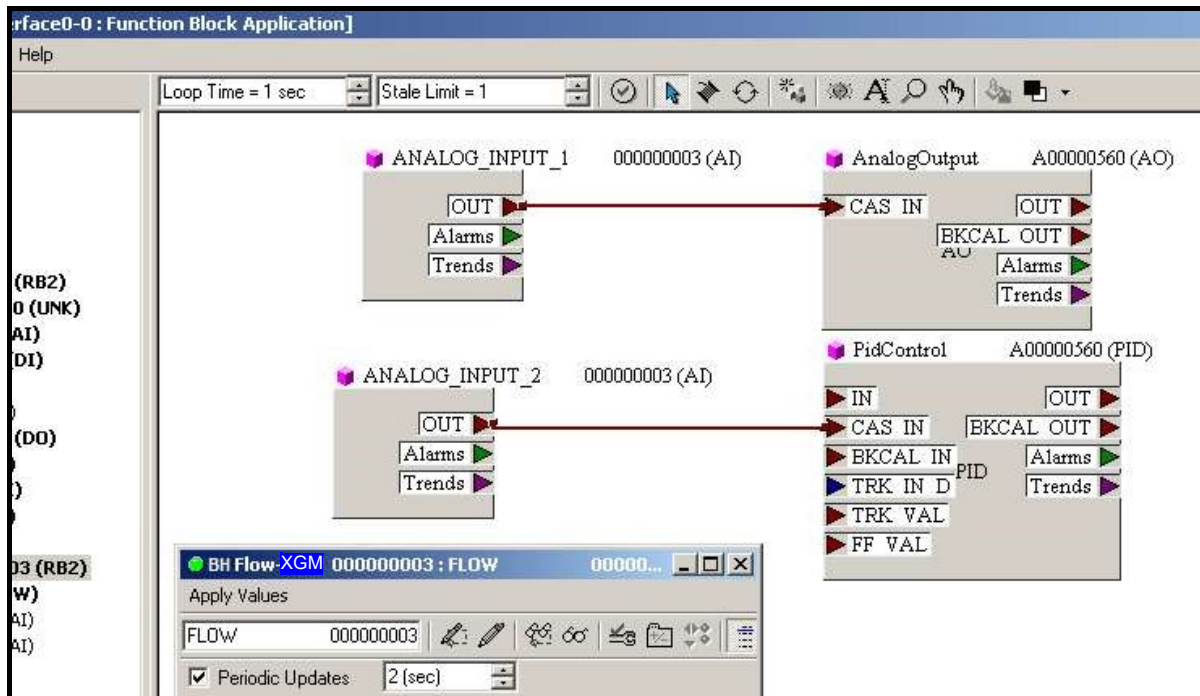 erface0-0 : Function Block Application]
Help
Loop Time = 1 sec
Stale Limit = 1
ANALOG_INPUT_1 000000003 (AI)
OUT
Alarms
Trends
AnalogOutput A00000560 (AO)
CAS IN
OUT
BKCAL OUT
AO
Alarms
Trends
(RB2)
0 (UNK)
AI)
(DI)
)
(DO)
)
)
)
03 (RB2)
W)
AI)
AI)
ANALOG_INPUT_2 000000003 (AI)
OUT
Alarms
Trends
PidControl A00000560 (PID)
IN
CAS IN
BKCAL IN
TRK IN D
TRK VAL
FF VAL
PID
OUT
BKCAL OUT
Alarms
Trends
BH Flow-XGM 000000003 : FLOW 00000...
Apply Values
FLOW 000000003
Periodic Updates 2 (sec)